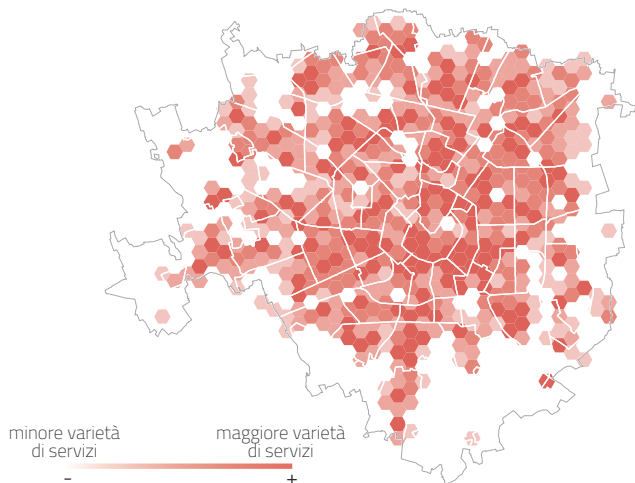 minore varietà
di servizi
maggiore varietà
di servizi
-
+